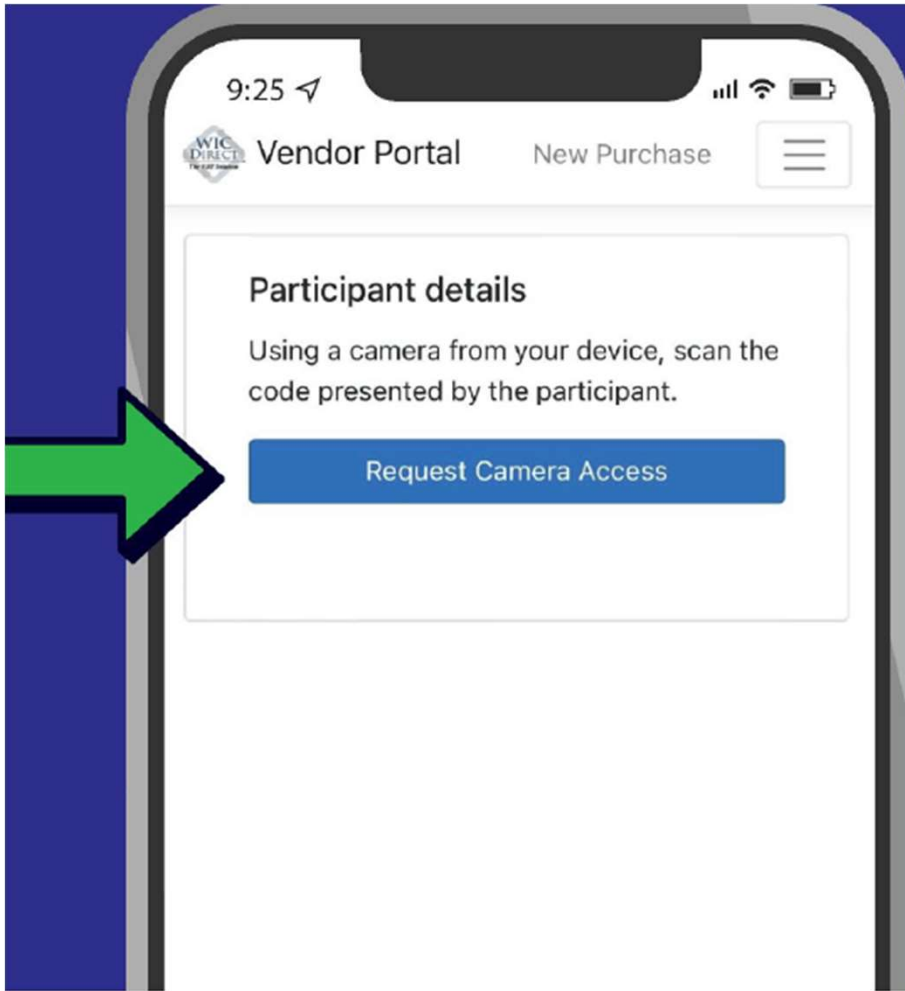 9:25
WIC
DIRECT
Vendor Portal
New Purchase
Participant details
Using a camera from your device, scan the
code presented by the participant.
Request Camera Access